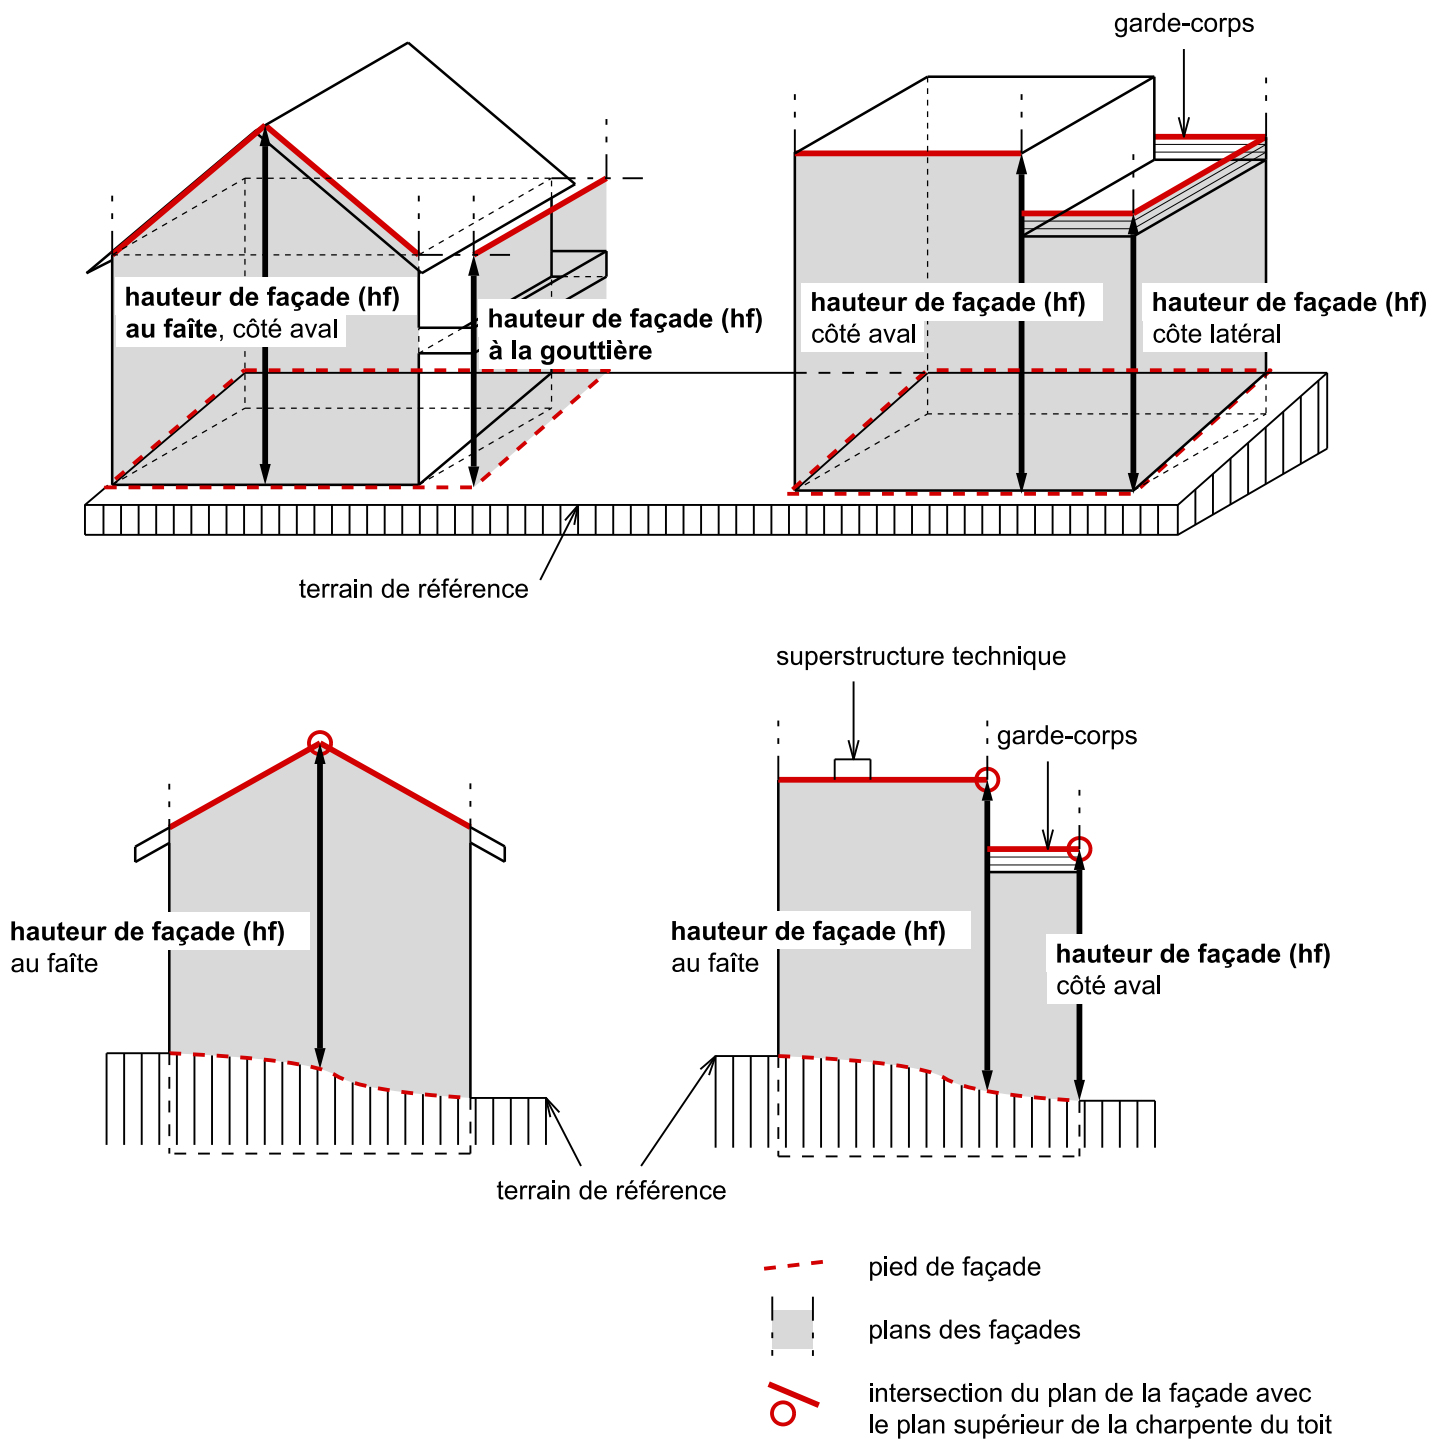 garde-corps
hauteur de façade (hf)
au faîte, côté aval
hauteur de façade (hf)
à la gouttière
hauteur de façade (hf)
côté aval
hauteur de façade (hf)
côte latéral
terrain de référence
superstructure technique
garde-corps
hauteur de façade (hf)
au faîte
hauteur de façade (hf)
au faîte
hauteur de façade (hf)
côté aval
terrain de référence
pied de façade
plans des façades
intersection du plan de la façade avec
le plan supérieur de la charpente du toit